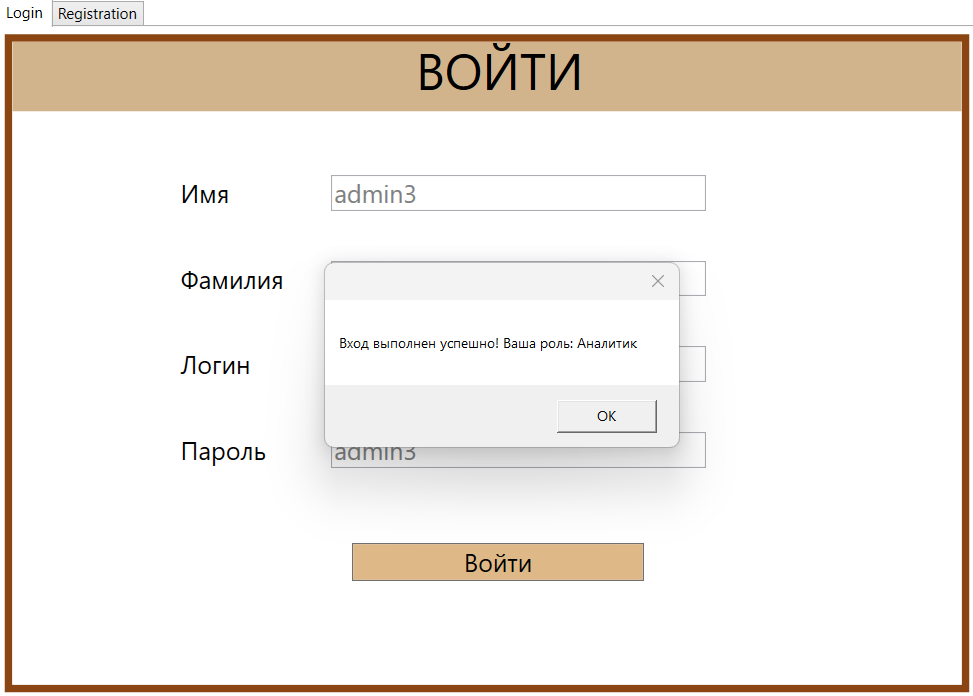 Login
Registration
ВОЙТИ
Имя
admin3
Фамилия
Вход выполнен успешно! Ваша роль: Аналитик
Логин
OK
Пароль
admin3
Войти